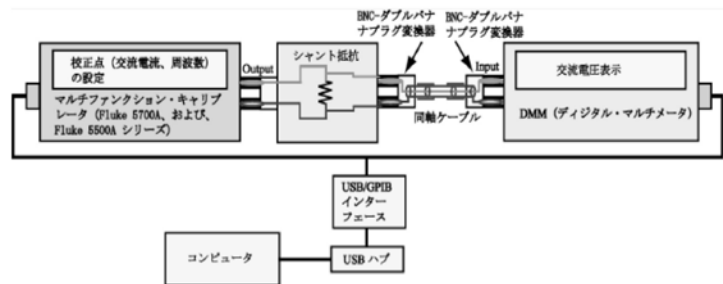 BNC-ダブルバナ
ナプラグ変換器
BNC-ダブルバナ
ナプラグ変換器
校正点（交流電流、周波数）
の設定
マルチファンクション・キャリブ
レータ（Fluke 5700A、および、
Fluke 5500A シリーズ）
Output
シャント抵抗
同軸ケーブル
Input
交流電圧表示
DMM（ディジタル・マルチメータ）
USB/GPIB
インター
フェース
コンピュータ
USB ハブ